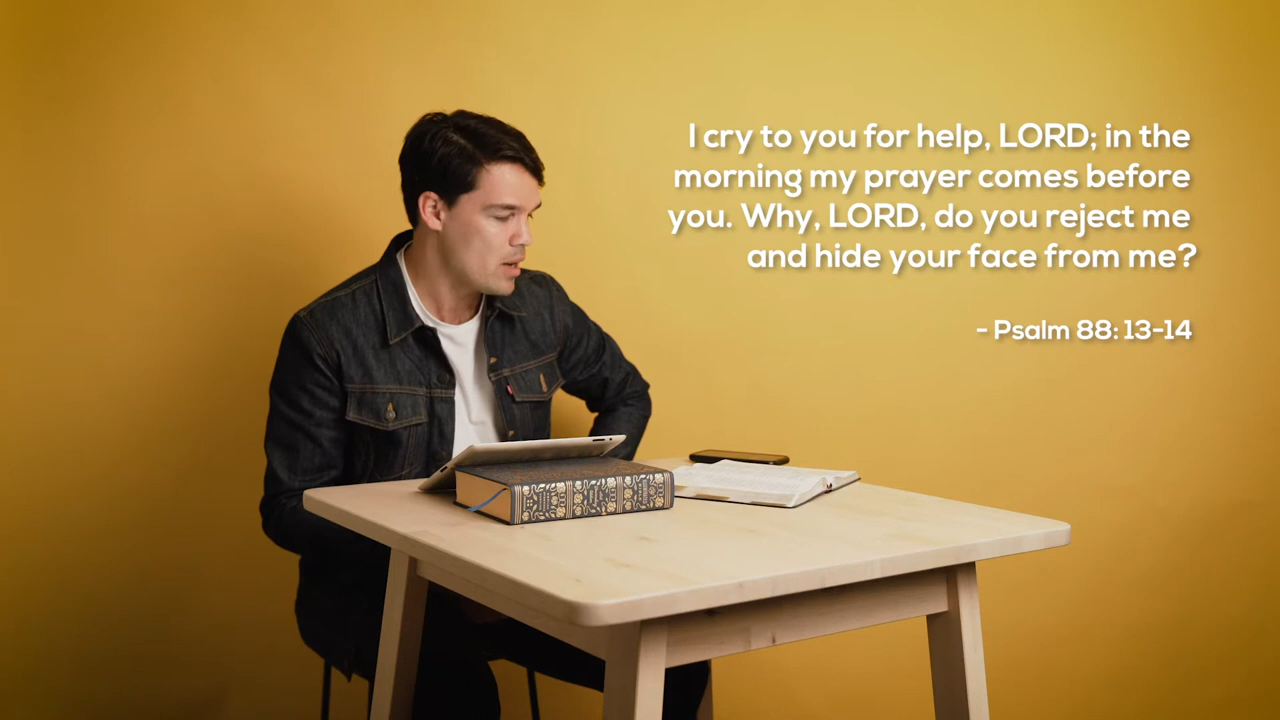 I cry to you for help, LORD; in the
morning my prayer comes before
you. Why, LORD, do you reject me
and hide your face from me?
- Psalm 88:13-14